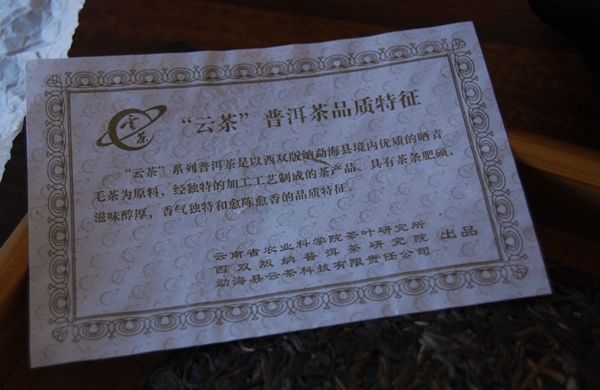 雲茶
“云茶”普洱茶品质特征
“云茶”系列普洱茶是以西双版纳勐海县境内优质的晒青
毛茶为原料，经独特的加工工艺制成的茶产品。具有茶条肥硕，
滋味醇厚，香气独特和愈陈愈香的品质特征。
云南省农业科学院茶叶研究所
西双版纳普洱茶研究院 出品
勐海县云茶科技有限责任公司